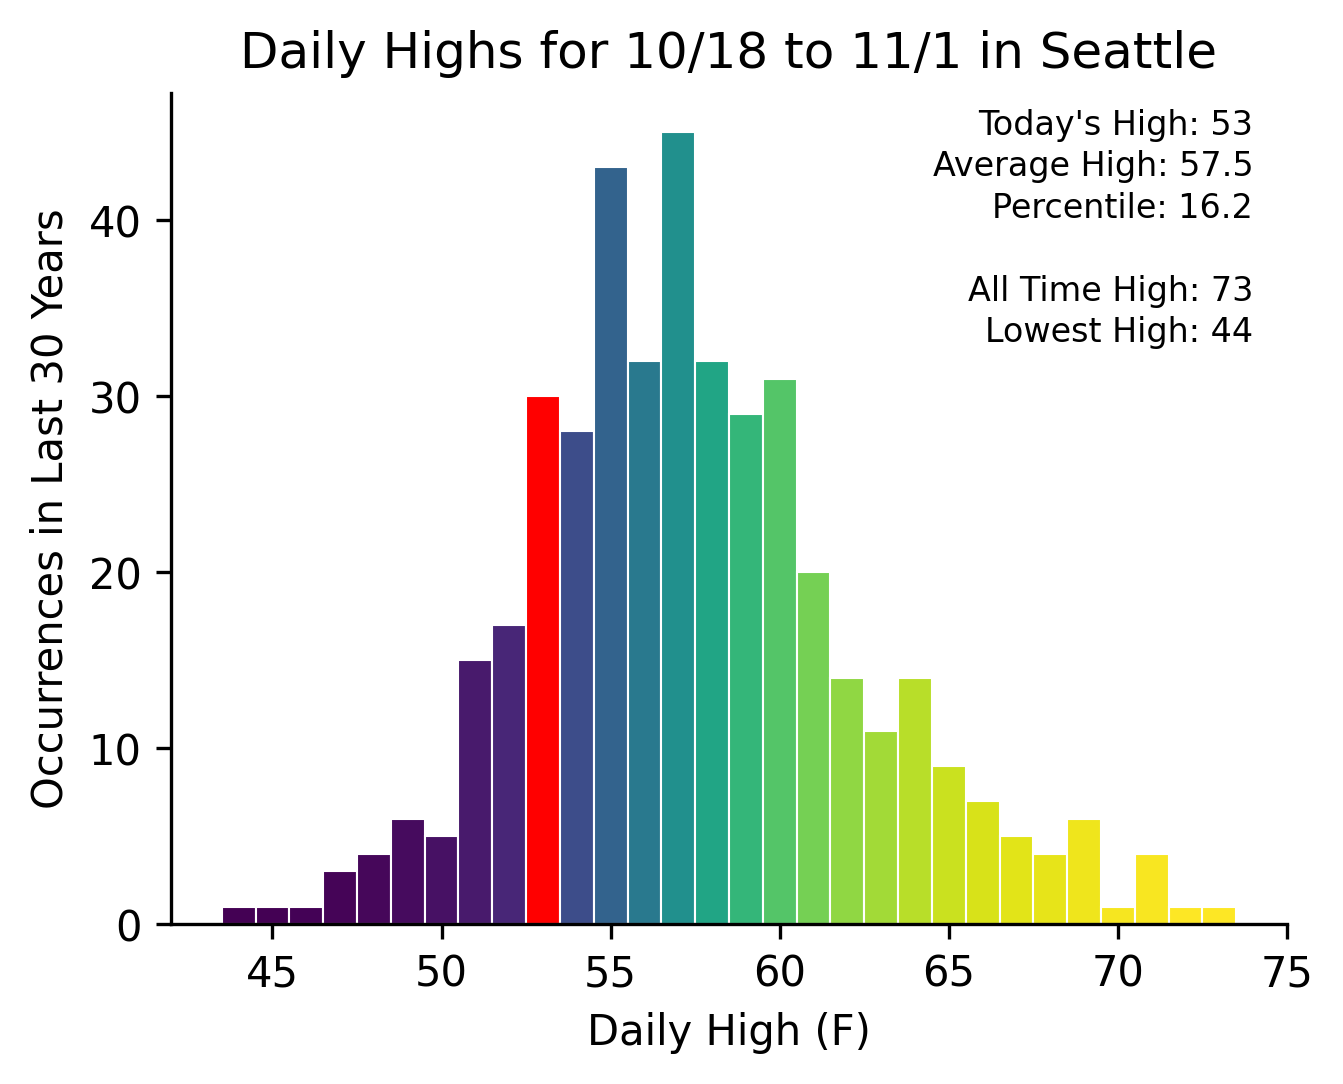 Daily Highs for 10/18 to 11/1 in Seattle
Today's High: 53
Average High: 57.5
Percentile: 16.2
All Time High: 73
Lowest High: 44
Occurrences in Last 30 Years
40
30
20
10
0
45 50 55 60 65 70 75
Daily High (F)